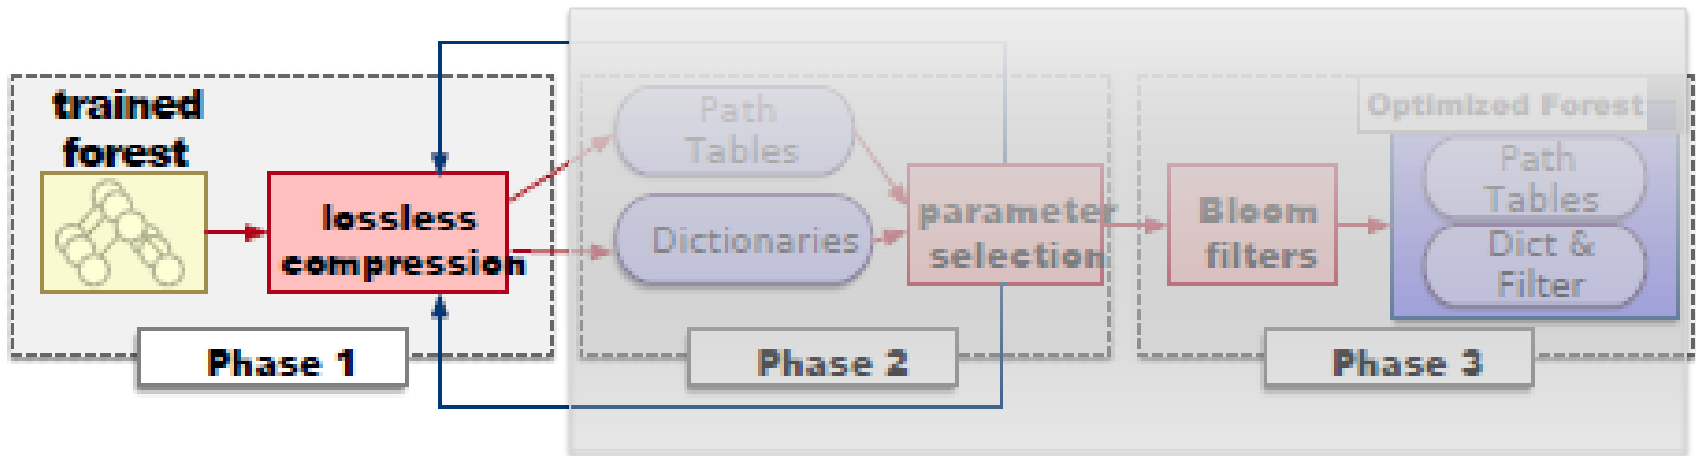 trained
forest
lossless
compression
Phase 1
Path
Tables
Dictionaries
parameter
selection
Phase 2
Bloom
filters
Optimized Forest
Path
Tables
Dict &
Filter
Phase 3